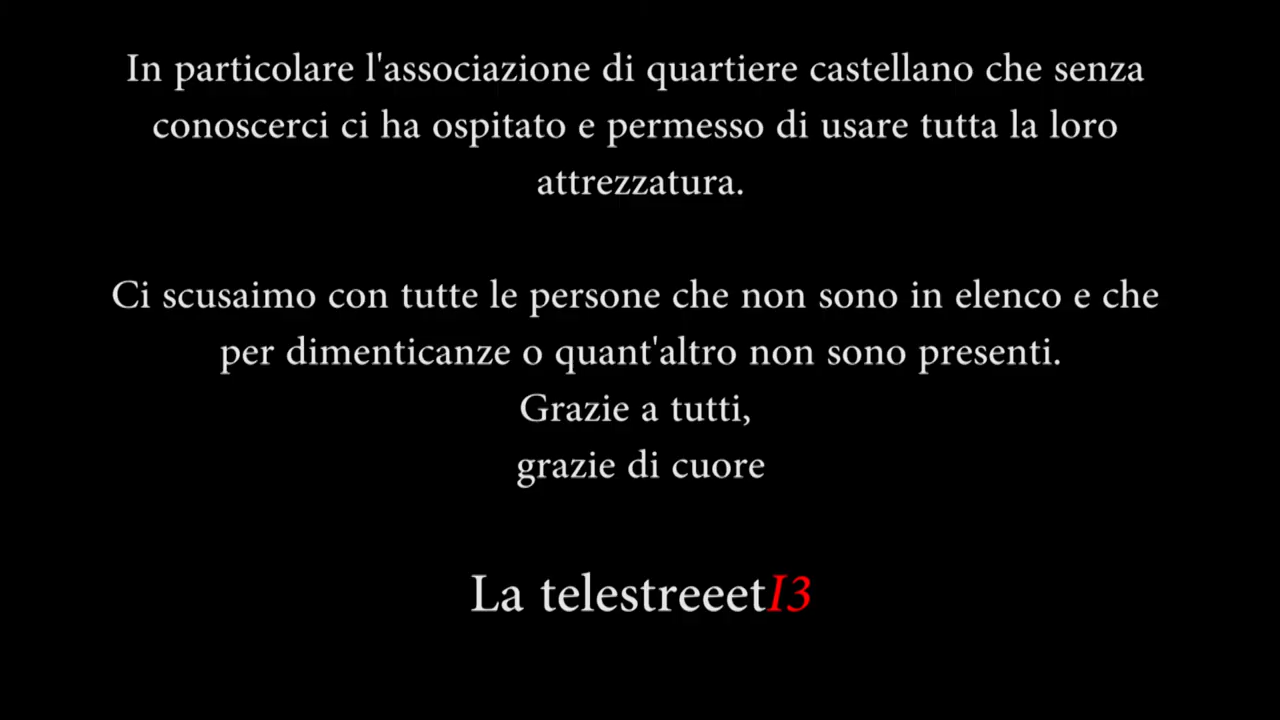 In particolare l'associazione di quartiere castellano che senza
conoscerci ci ha ospitato e permesso di usare tutta la loro
attrezzatura.
Ci scusaimo con tutte le persone che non sono in elenco e che
per dimenticanze o quant'altro non sono presenti.
Grazie a tutti,
grazie di cuore
La telestreeetI3